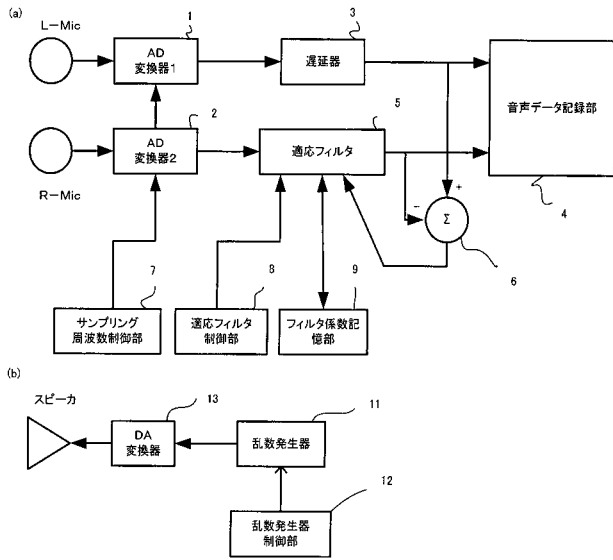 (a)
L－Mic
1
AD
変換器1
3
遅延器
音声データ記録部
4
R－Mic
2
AD
変換器2
5
適応フィルタ
+
-
Σ
6
7
サンプリング
周波数制御部
8
適応フィルタ
制御部
9
フィルタ係数記
憶部
(b)
スピーカ
13
DA
変換器
11
乱数発生器
12
乱数発生器
制御部